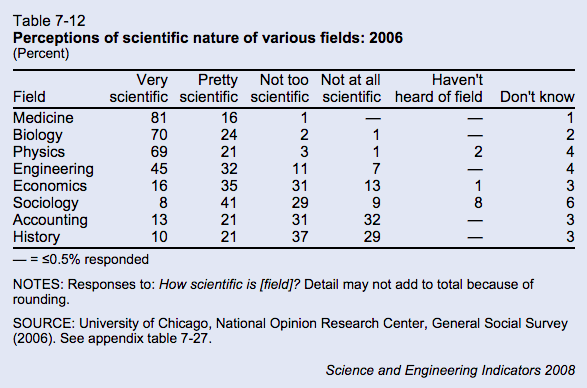 Table 7-12
Perceptions of scientific nature of various fields: 2006
(Percent)
Very Pretty Not too Not at all Haven't
Field scientific scientific scientific scientific heard of field Don't know
Medicine 81 16 1 — — 1
Biology 70 24 2 1 — 2
Physics 69 21 3 1 2 4
Engineering 45 32 11 7 — 4
Economics 16 35 31 13 1 3
Sociology 8 41 29 9 8 6
Accounting 13 21 31 32 — 3
History 10 21 37 29 — 3
— = ≤0.5% responded
NOTES: Responses to: How scientific is [field]? Detail may not add to total because of
rounding.
SOURCE: University of Chicago, National Opinion Research Center, General Social Survey
(2006). See appendix table 7-27.
Science and Engineering Indicators 2008